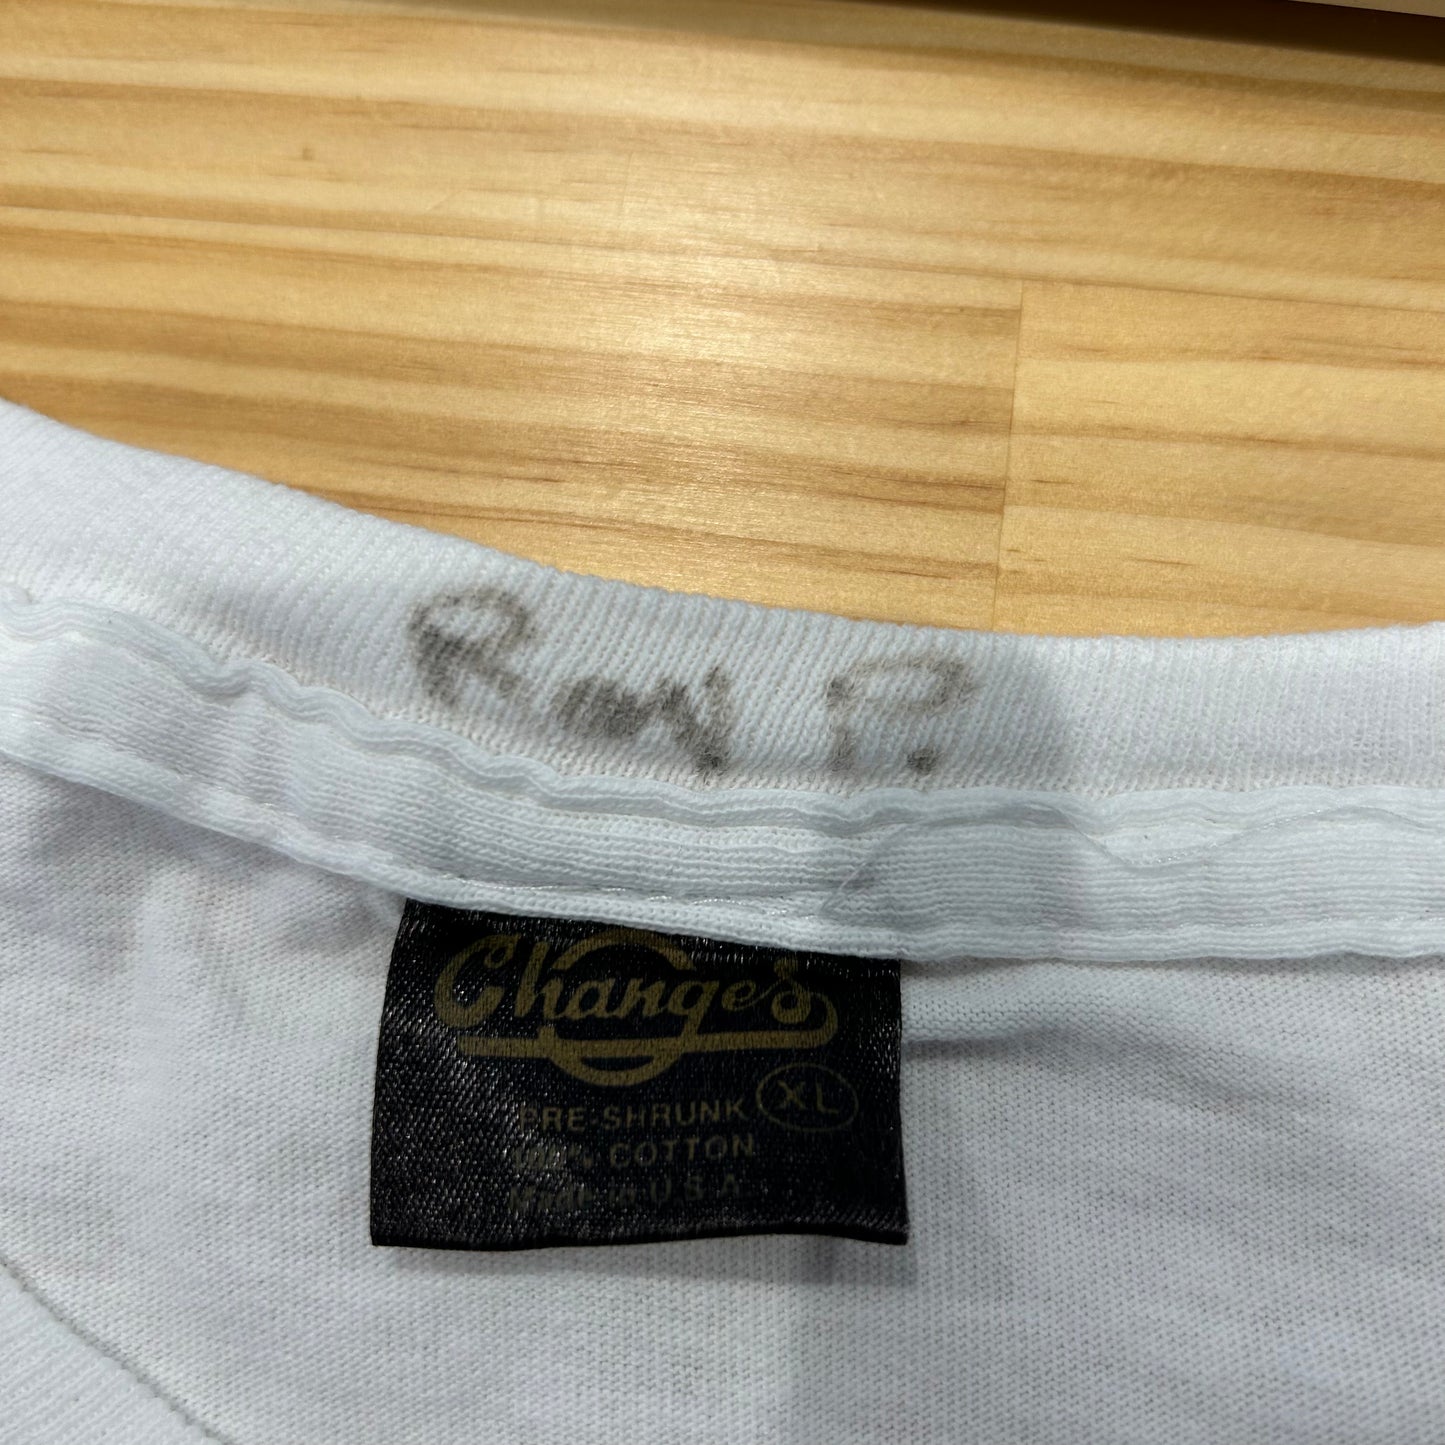 Ron P.
Changes
PRE-SHRUNK XL
100% COTTON
Made in U.S.A.